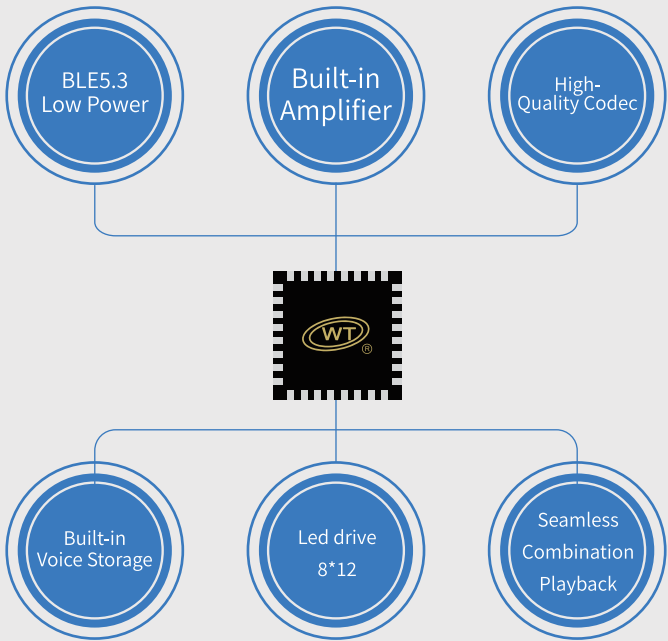 BLE5.3
Low Power
Built-in
Amplifier
High-
Quality Codec
WT
®
Built-in
Voice Storage
Led drive
8*12
Seamless
Combination
Playback